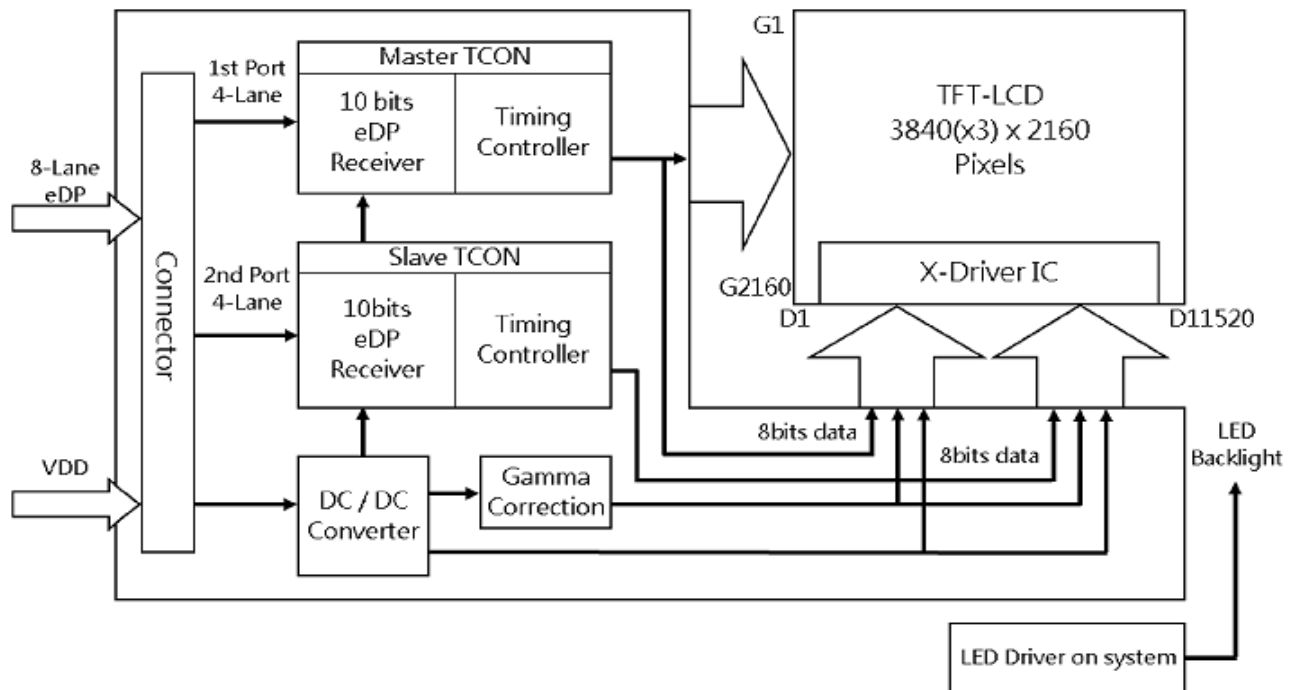 G1
Master TCON
1st Port
4-Lane
10 bits
eDP
Receiver
Timing
Controller
TFT-LCD
3840(x3) x 2160
Pixels
8-Lane
eDP
Connector
Slave TCON
2nd Port
4-Lane
10bits
eDP
Receiver
Timing
Controller
X-Driver IC
G2160
D1
D11520
8bits data
8bits data
LED
Backlight
VDD
DC / DC
Converter
Gamma
Correction
LED Driver on system